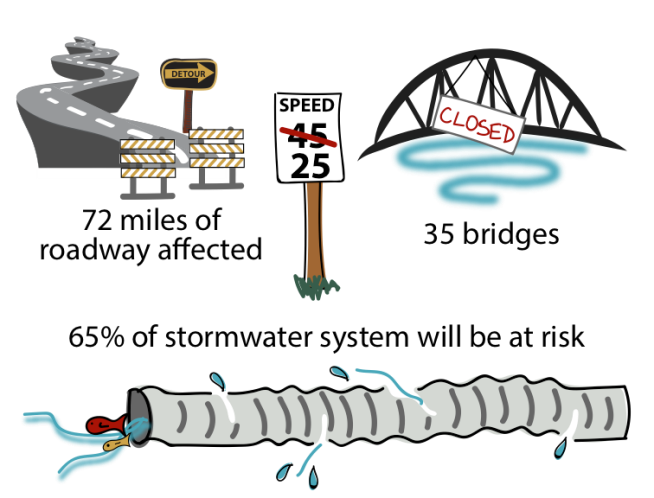 DETOUR
SPEED
45
25
CLOSED
72 miles of
roadway affected
35 bridges
65% of stormwater system will be at risk